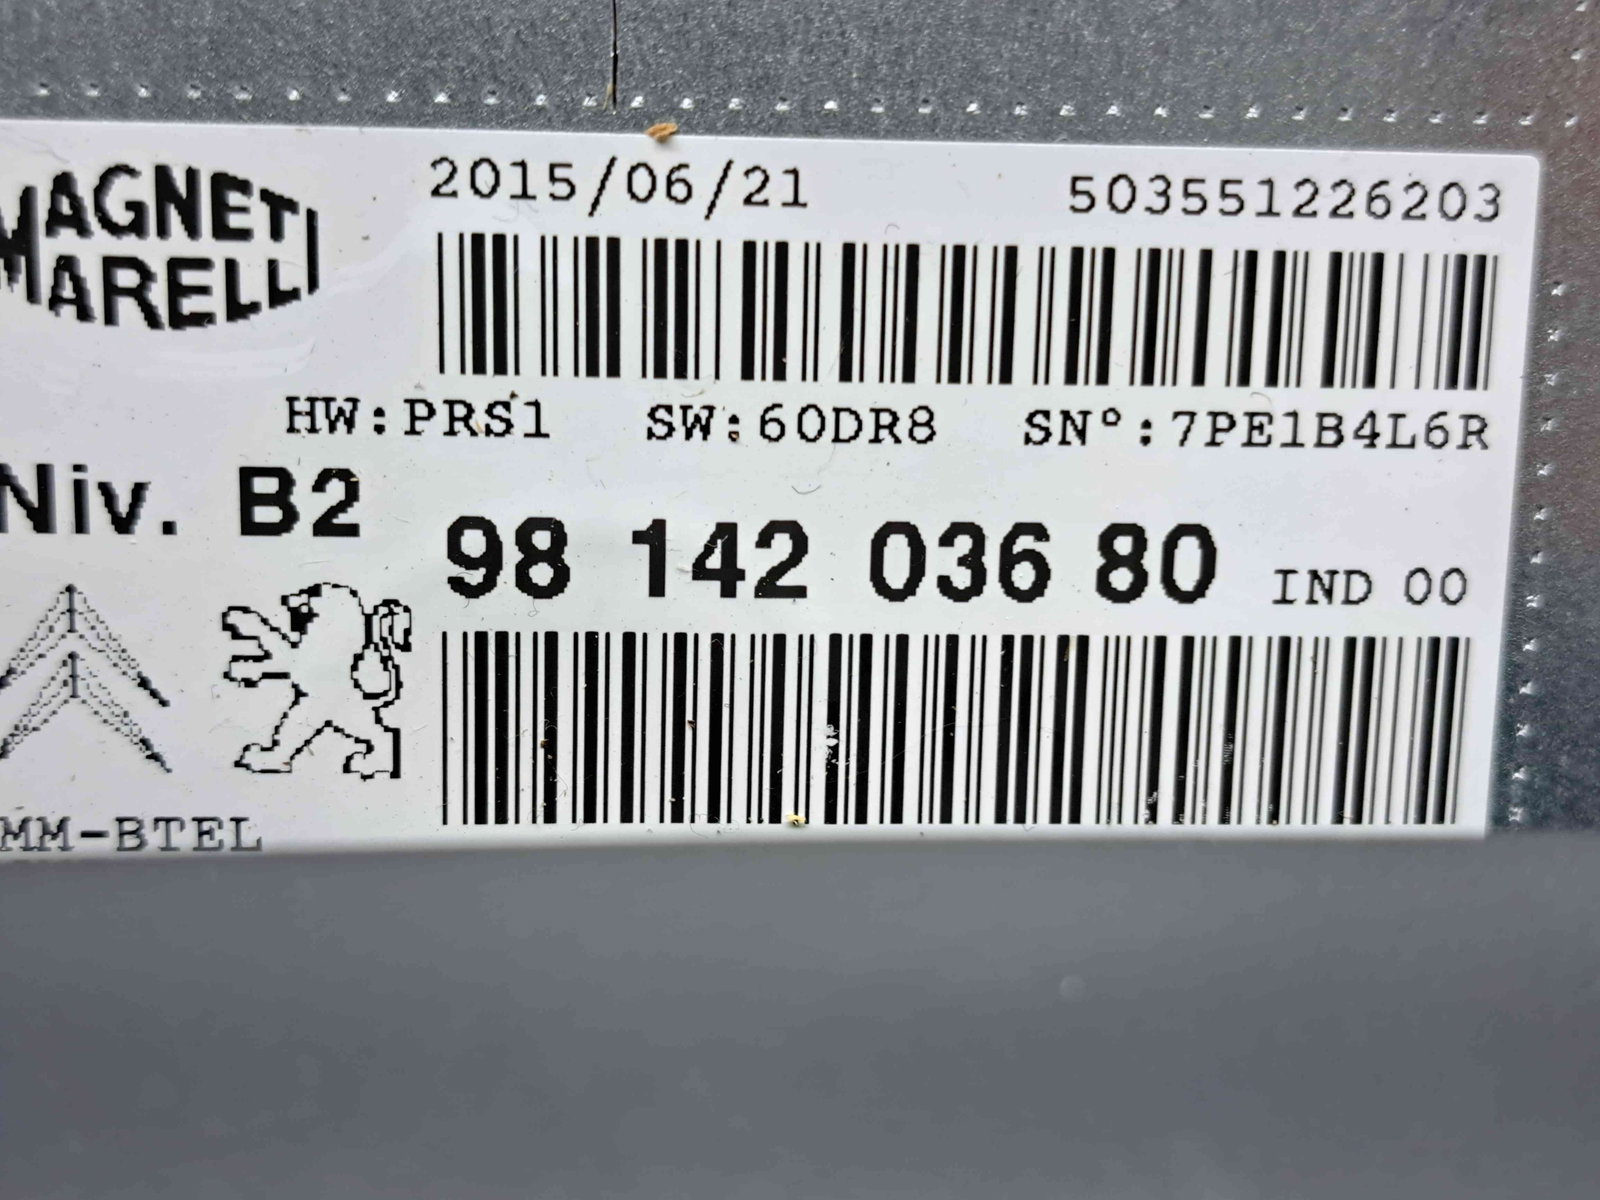 MAGNETI
MARELLI
2015/06/21 503551226203
HW:PRS1 SW:60DR8 SN°:7PE1B4L6R
Niv. B2
98 142 036 80 IND 00
MM-BTEL